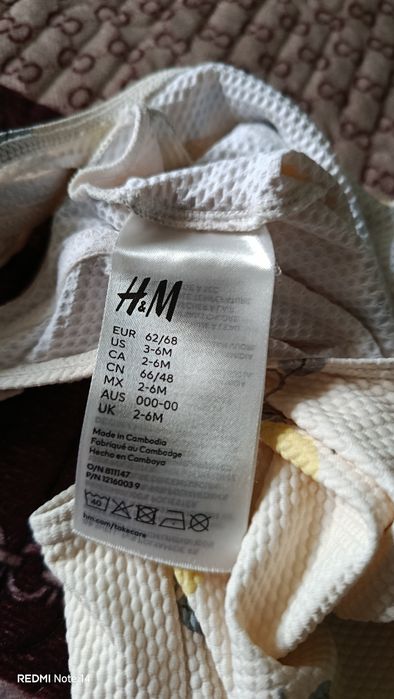 H&M
EUR 62/68
US 3-6M
CA 2-6M
CN 66/48
MX 2-6M
AUS 000-00
UK 2-6M
Made in Cambodia
Fabriqué au Cambodge
Hecho en Camboya
O/N 811147
P/N 1216003 9
40
hm.com/takecare
REDMI Note 14